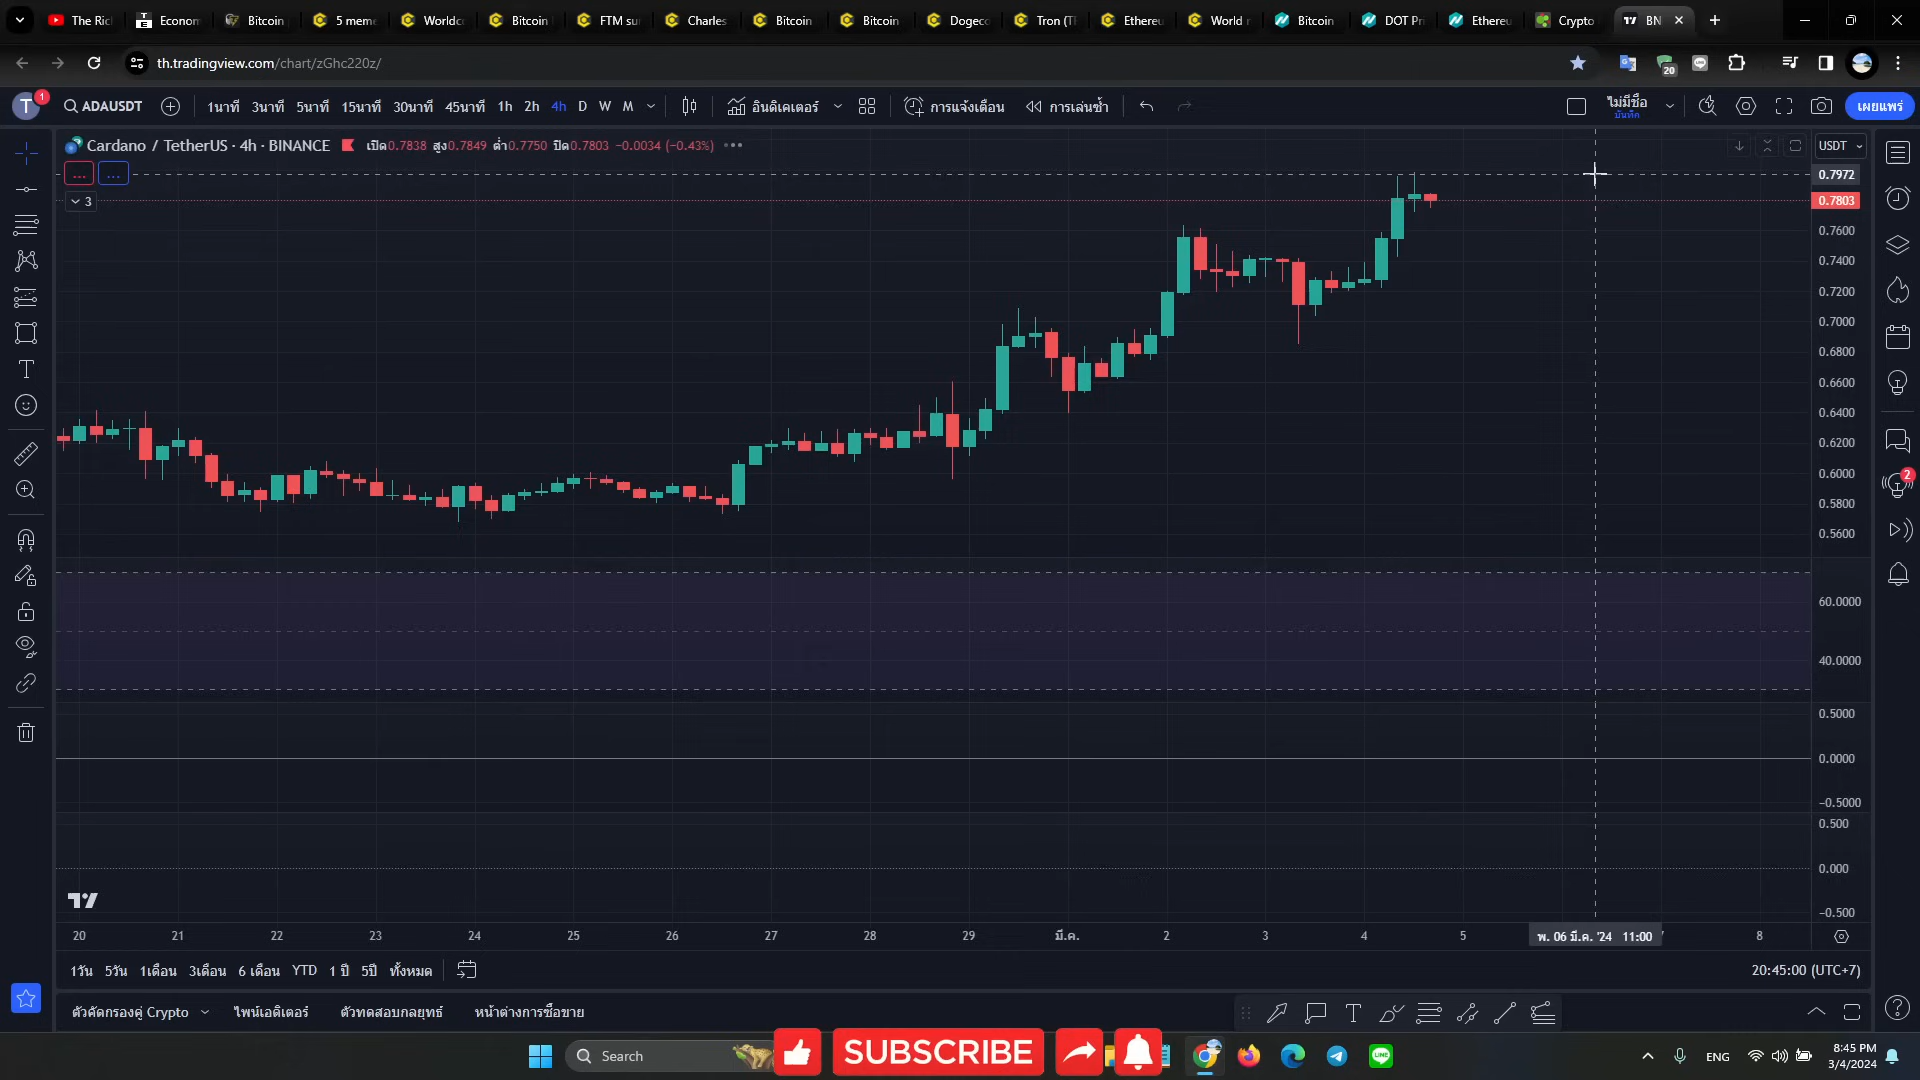 The Ric
Econom
Bitcoin
5 meme
Worldc
Bitcoin
FTM su
Charles
Bitcoin
Bitcoin
Dogeco
Tron (T
Ethereu
World r
Bitcoin
DOT Pri
Ethereu
Crypto
BN
th.tradingview.com/chart/zGhc220z/
20
T
1
ADAUSDT
1นาที
3นาที
5นาที
15นาที
30นาที
45นาที
1h
2h
4h
D
W
M
อินดิเคเตอร์
การแจ้งเตือน
การเล่นซ้ำ
ไม่มีชื่อ
บันทึก
เผยแพร่
Cardano / TetherUS · 4h · BINANCE
เปิด0.7838 สูง0.7849 ต่ำ0.7750 ปิด0.7803 −0.0034 (−0.43%)
USDT
...
...
3
0.7972
0.7803
0.7600
0.7400
0.7200
0.7000
0.6800
0.6600
0.6400
0.6200
0.6000
0.5800
0.5600
60.0000
40.0000
0.5000
0.0000
−0.5000
0.500
0.000
−0.500
2
20
21
22
23
24
25
26
27
28
29
มี.ค.
2
3
4
5
พ. 06 มี.ค. '24 11:00
8
1วัน
5วัน
1เดือน
3เดือน
6 เดือน
YTD
1 ปี
5ปี
ทั้งหมด
20:45:00 (UTC+7)
ตัวคัดกรองคู่ Crypto
ไพน์เอดิเตอร์
ตัวทดสอบกลยุทธ์
หน้าต่างการซื้อขาย
Search
SUBSCRIBE
LINE
ENG
8:45 PM
3/4/2024